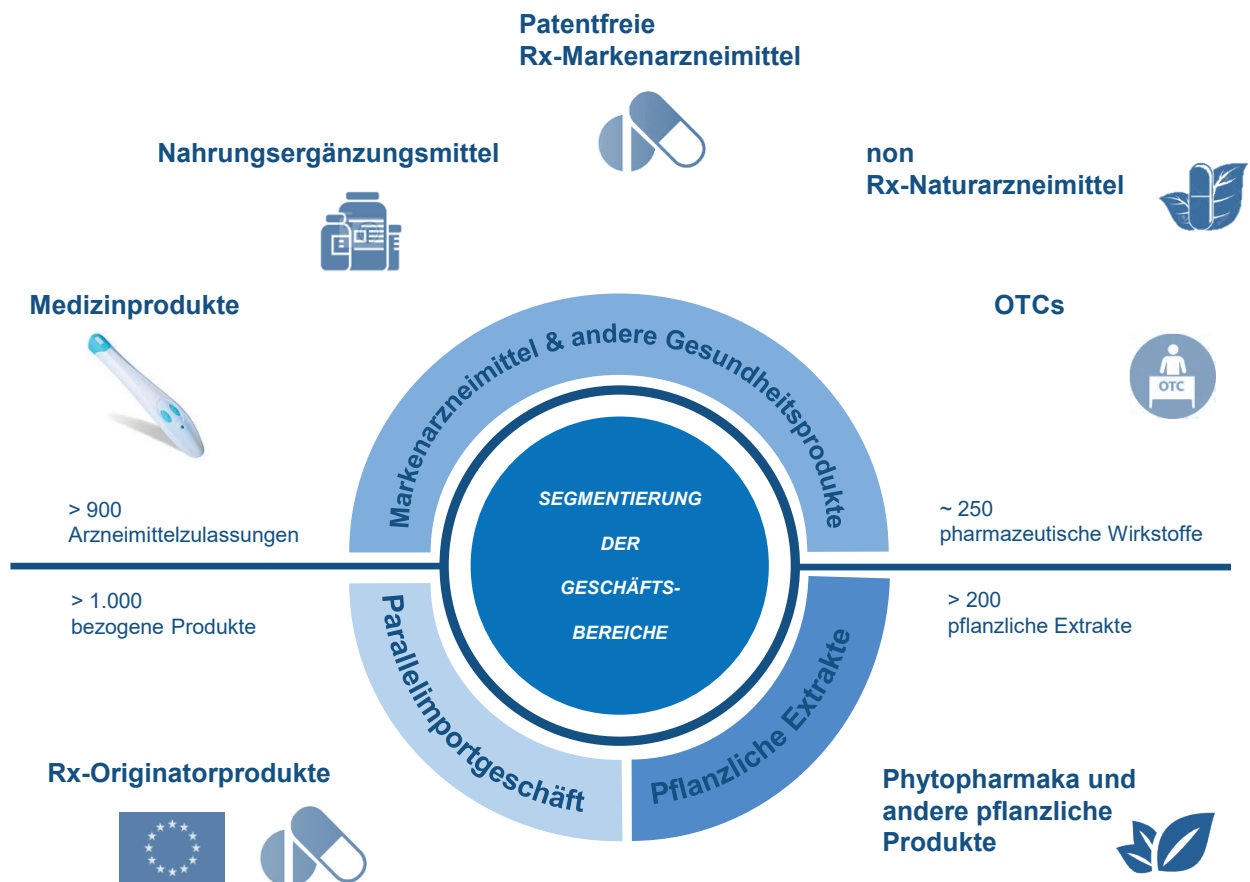 Patentfreie
Rx-Markenarzneimittel
Nahrungsergänzungsmittel
non
Rx-Naturarzneimittel
Medizinprodukte
OTCs
OTC
Markenarzneimittel & andere Gesundheitsprodukte
> 900
Arzneimittelzulassungen
~ 250
pharmazeutische Wirkstoffe
SEGMENTIERUNG
DER
GESCHÄFTS-
BEREICHE
> 1.000
bezogene Produkte
> 200
pflanzliche Extrakte
Parallelimportgeschäft
Pflanzliche Extrakte
Rx-Originatorprodukte
Phytopharmaka und
andere pflanzliche
Produkte